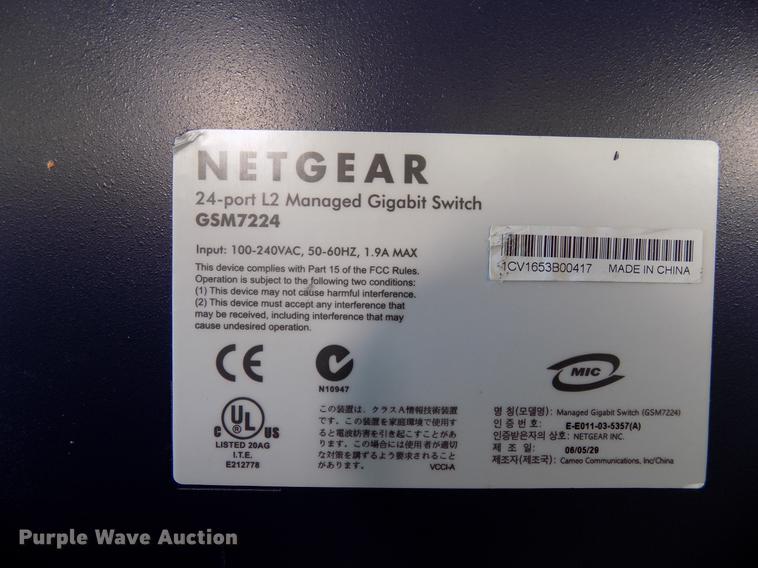 NETGEAR
24-port L2 Managed Gigabit Switch
GSM7224
Input: 100-240VAC, 50-60HZ, 1.9A MAX
This device complies with Part 15 of the FCC Rules.
Operation is subject to the following two conditions:
(1) This device may not cause harmful interference.
(2) This device must accept any interference that
may be received, including interference that may
cause undesired operation.
1CV1653B00417 MADE IN CHINA
CE
N10947
MIC
C UL US
LISTED 20AG
I.T.E.
E212778
この装置は、クラスA情報技術装置
です。この装置を家庭環境で使用す
ると電波妨害を引き起こすことがあ
ります。この場合には使用者が適切
な対策を講ずるよう要求されること
があります。 VCCI-A
명 칭(모델명): Managed Gigabit Switch (GSM7224)
인 증 번 호: E-E011-03-5357(A)
인증받은자의 상호: NETGEAR INC.
제 조 일: 06/05/29
제조자(제조국): Cameo Communications, Inc/China
Purple Wave Auction